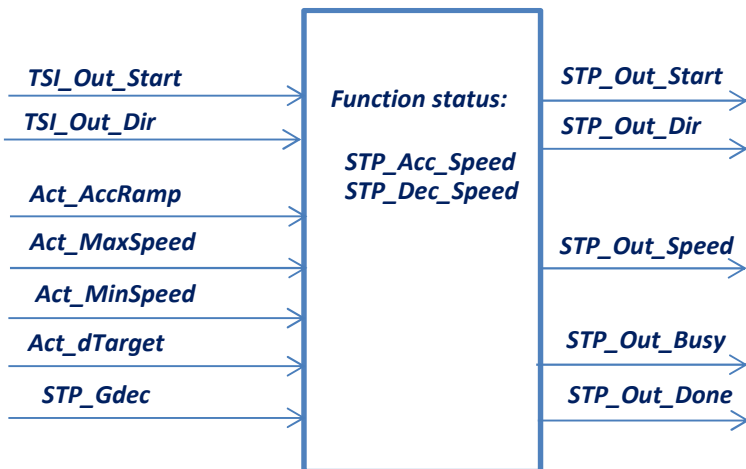 TSI_Out_Start
TSI_Out_Dir
Act_AccRamp
Act_MaxSpeed
Act_MinSpeed
Act_dTarget
STP_Gdec
Function status:
STP_Acc_Speed
STP_Dec_Speed
STP_Out_Start
STP_Out_Dir
STP_Out_Speed
STP_Out_Busy
STP_Out_Done